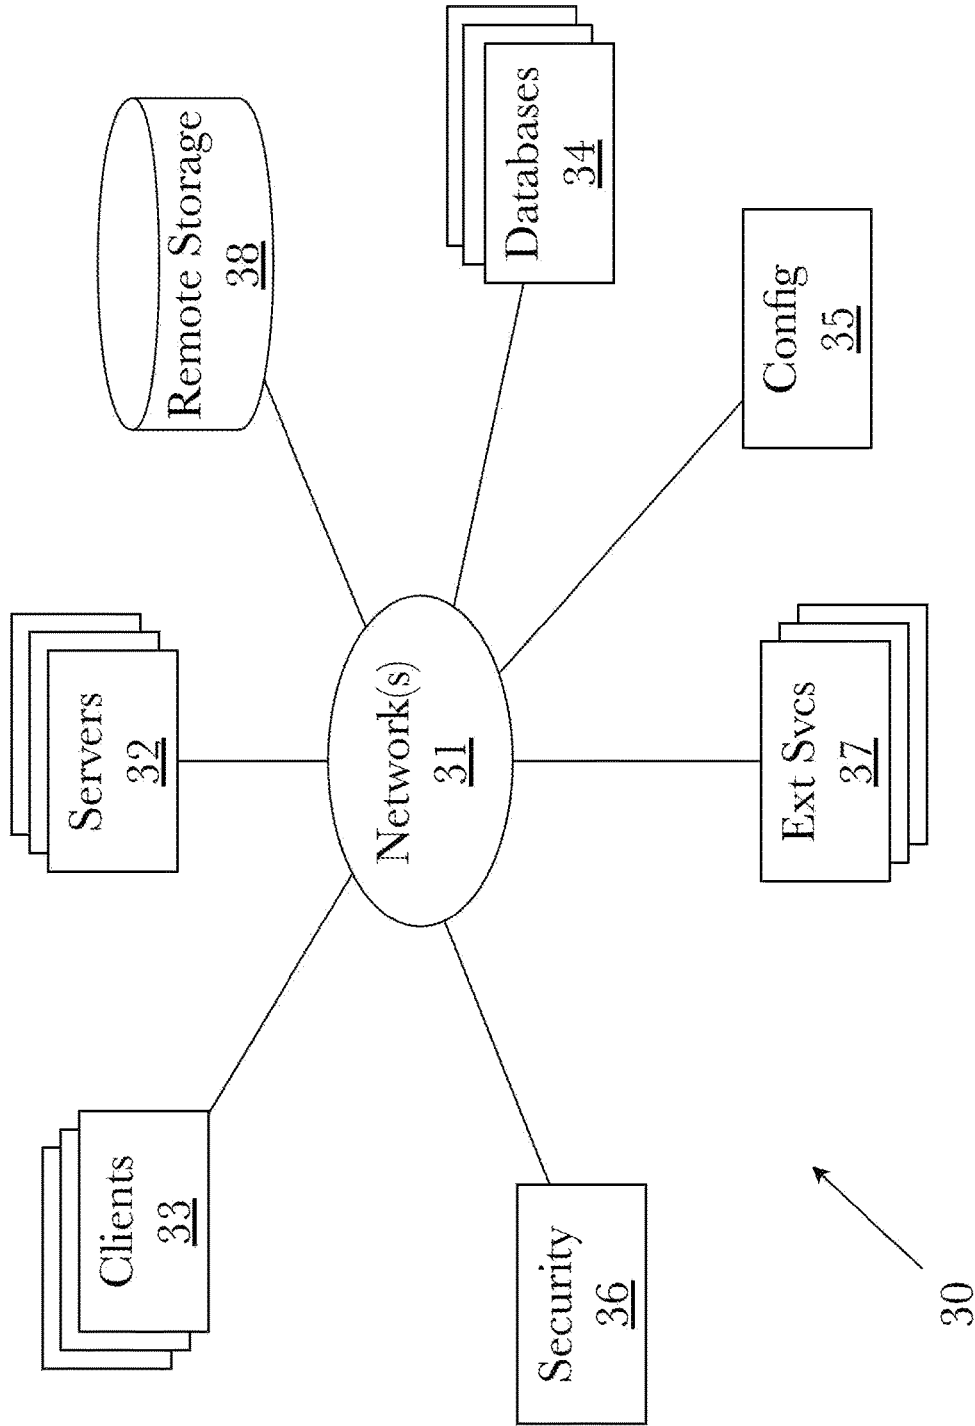 Clients
33
Servers
32
Remote Storage
38
Network(s)
31
Databases
34
Security
36
Ext Svcs
37
Config
35
30